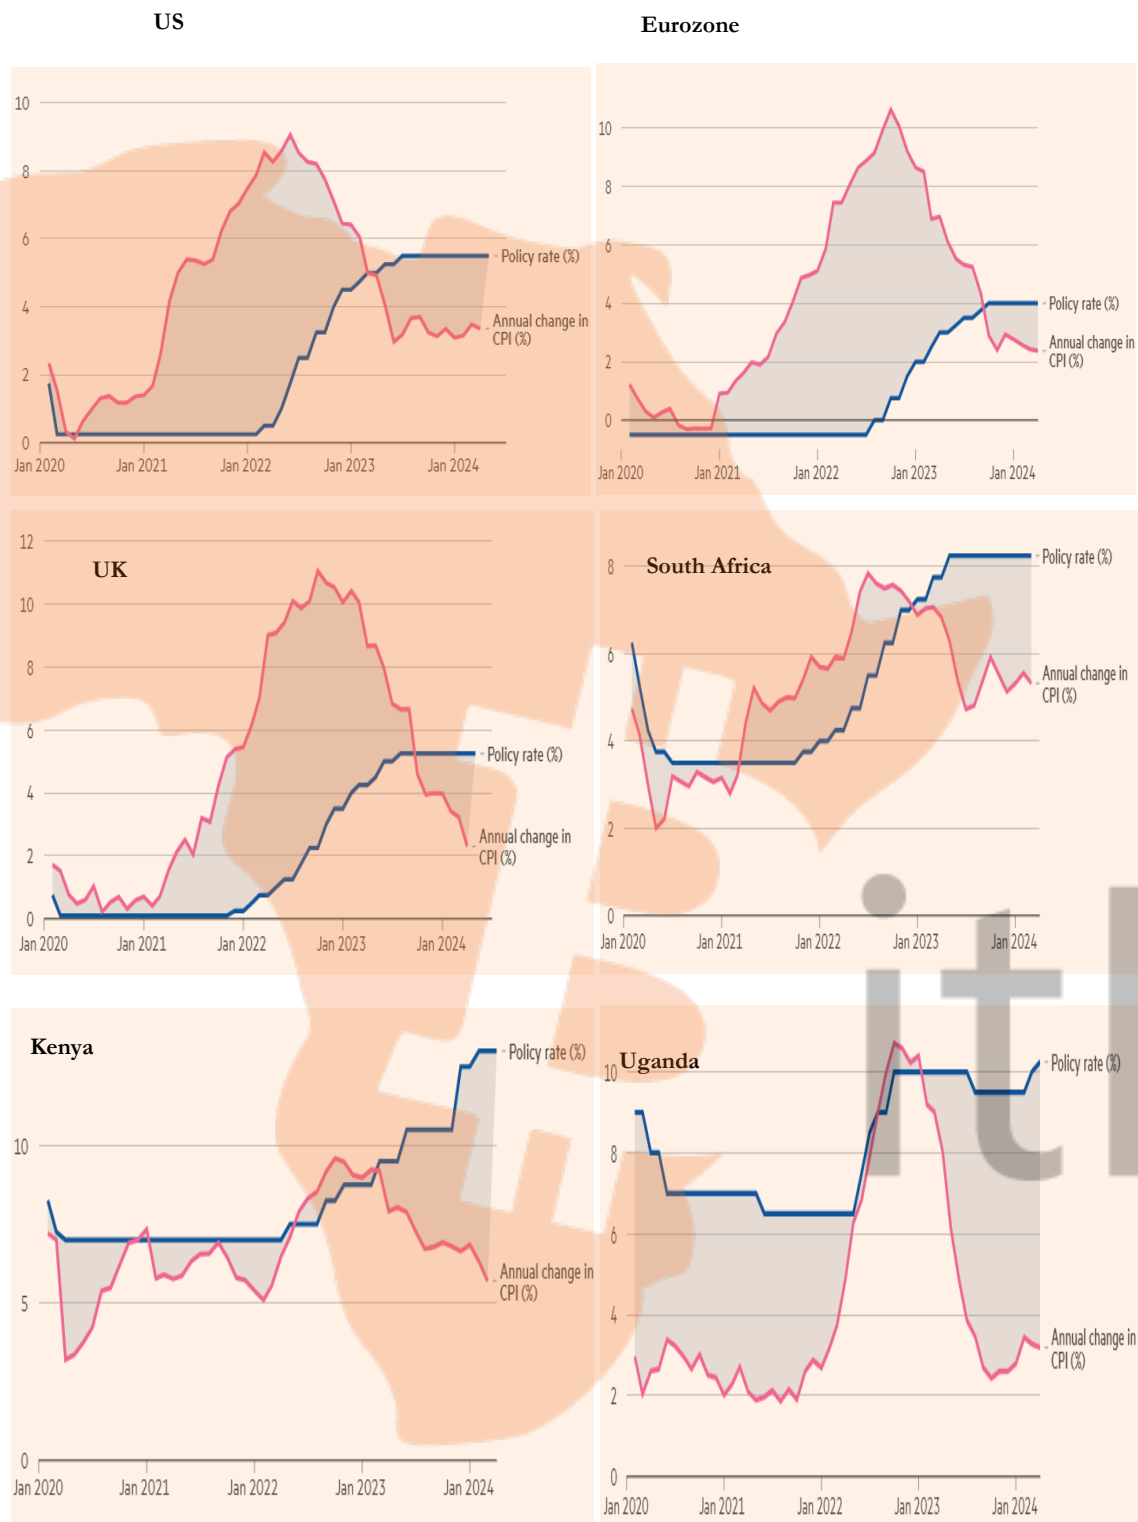 US
Eurozone
10
8
6
4
2
0
Policy rate (%)
Annual change in
CPI (%)
Jan 2020
Jan 2021
Jan 2022
Jan 2023
Jan 2024
10
8
6
4
2
0
Policy rate (%)
Annual change in
CPI (%)
Jan 2020
Jan 2021
Jan 2022
Jan 2023
Jan 2024
UK
12
10
8
6
4
2
0
Policy rate (%)
Annual change in
CPI (%)
Jan 2020
Jan 2021
Jan 2022
Jan 2023
Jan 2024
South Africa
8
6
4
2
0
Policy rate (%)
Annual change in
CPI (%)
Jan 2020
Jan 2021
Jan 2022
Jan 2023
Jan 2024
Kenya
10
5
0
Policy rate (%)
Annual change in
CPI (%)
Jan 2020
Jan 2021
Jan 2022
Jan 2023
Jan 2024
Uganda
10
8
6
4
2
0
Policy rate (%)
Annual change in
CPI (%)
Jan 2020
Jan 2021
Jan 2022
Jan 2023
Jan 2024